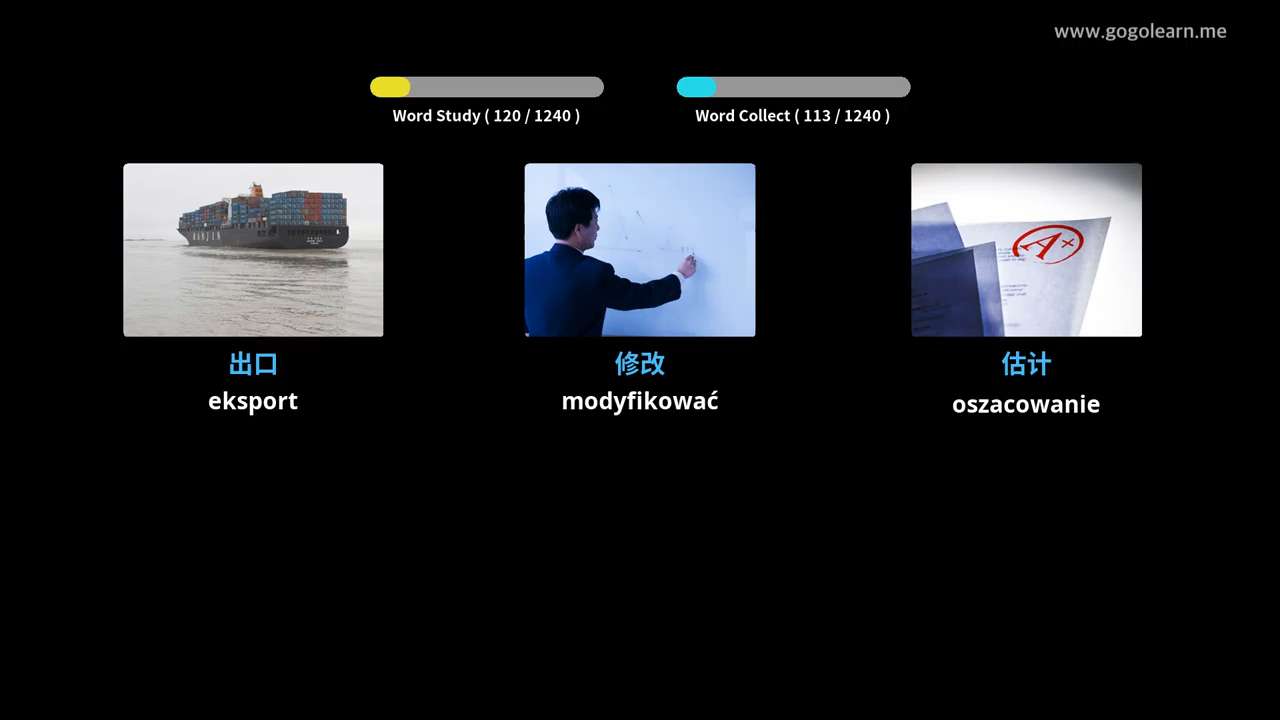 www.gogolearn.me
Word Study ( 120 / 1240 )
Word Collect ( 113 / 1240 )
HANJIN
A+
出口
修改
估计
eksport
modyfikować
oszacowanie